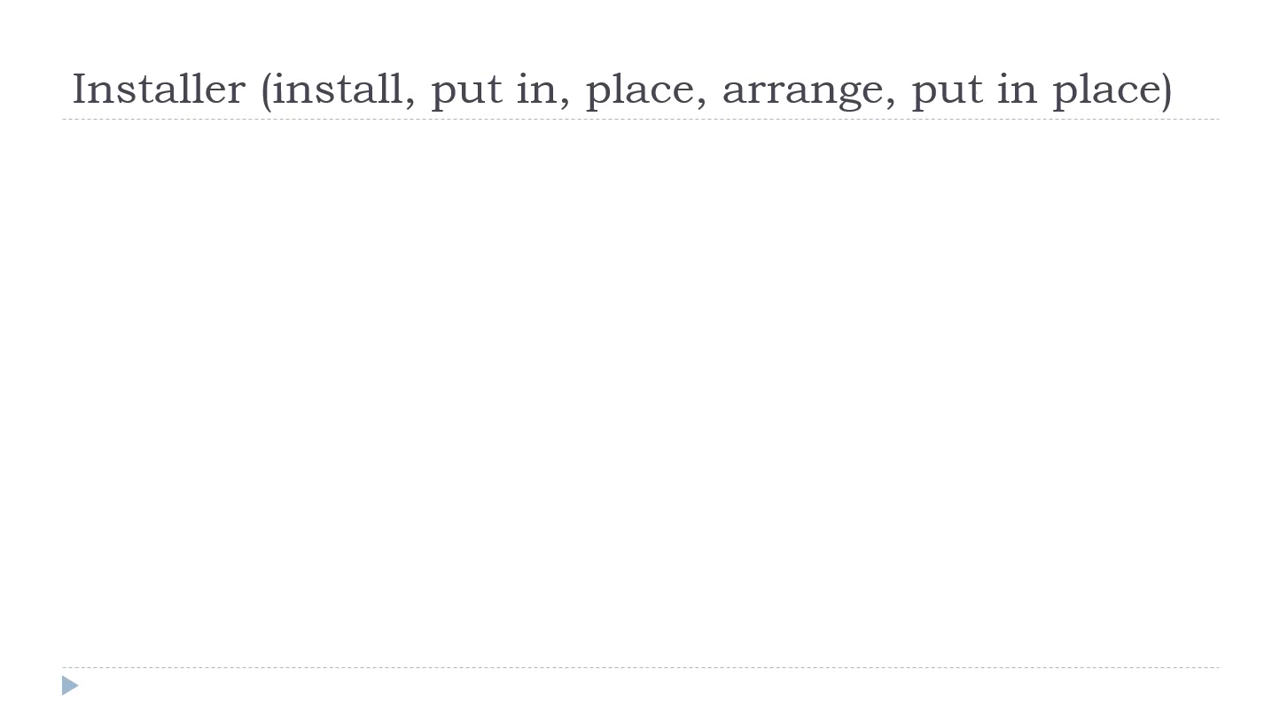 Installer (install, put in, place, arrange, put in place)